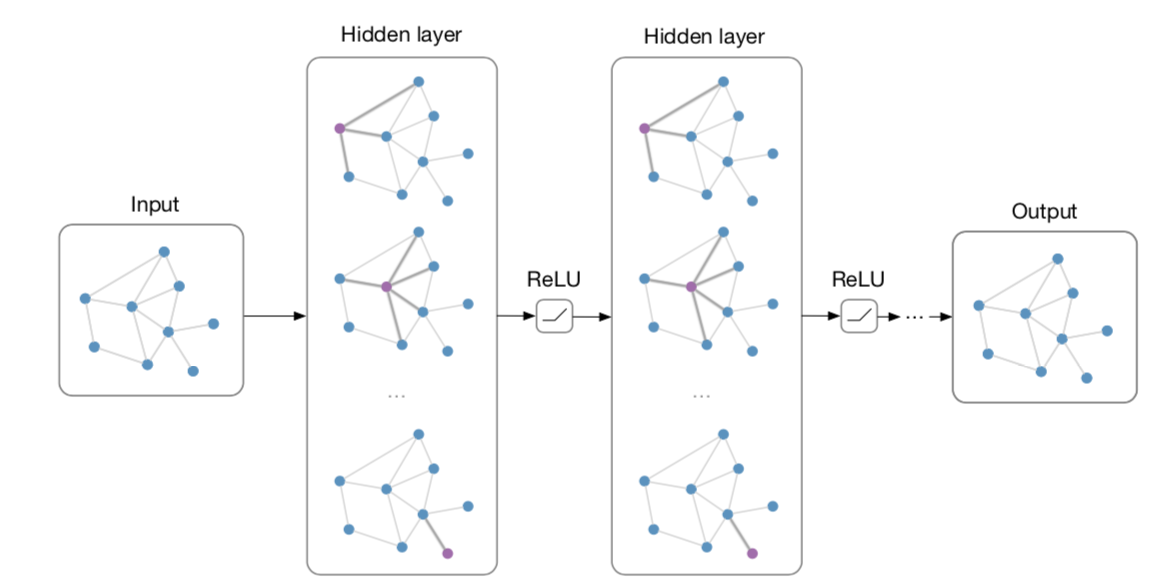 Hidden layer
Hidden layer
Input
Output
ReLU
ReLU
...
...
...